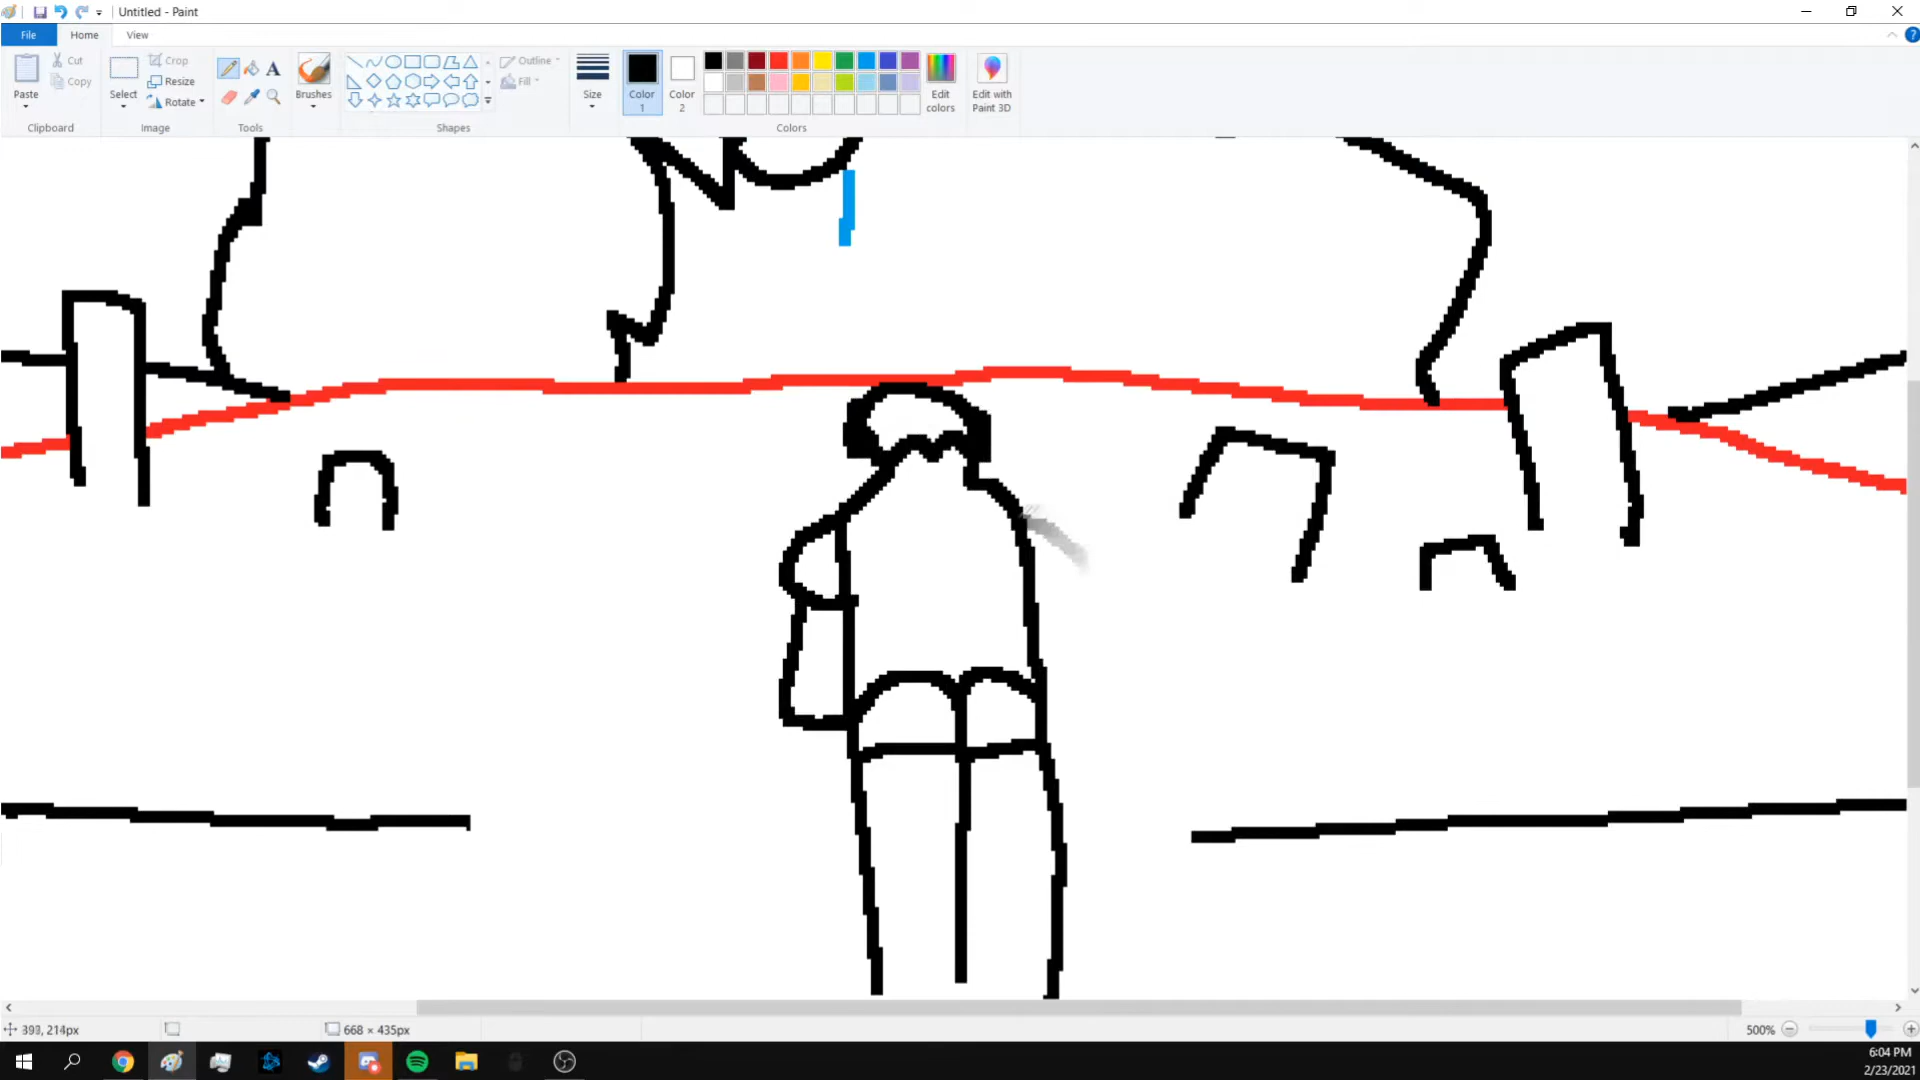 Untitled - Paint
File
Home
View
Paste
Cut
Copy
Clipboard
Select
Crop
Resize
Rotate
Image
Tools
Brushes
Shapes
Outline
Fill
Size
Color
1
Color
2
Edit
colors
Colors
Edit with
Paint 3D
668 × 435px
500%
6:04 PM
2/23/2021